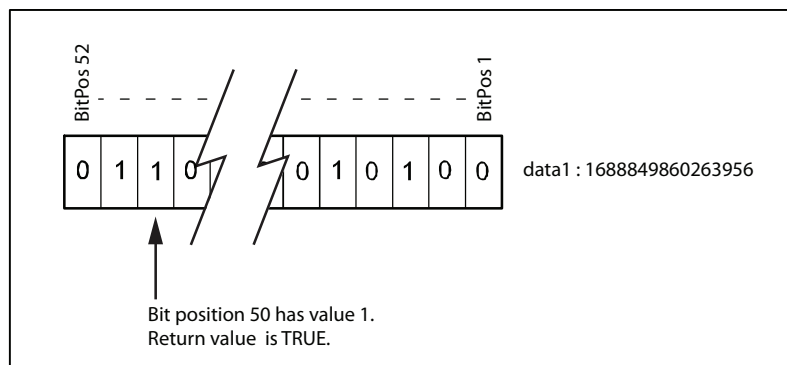 BitPos 52
BitPos 1
0 1 1 0 0 1 0 1 0 0
data1 : 1688849860263956
Bit position 50 has value 1.
Return value is TRUE.